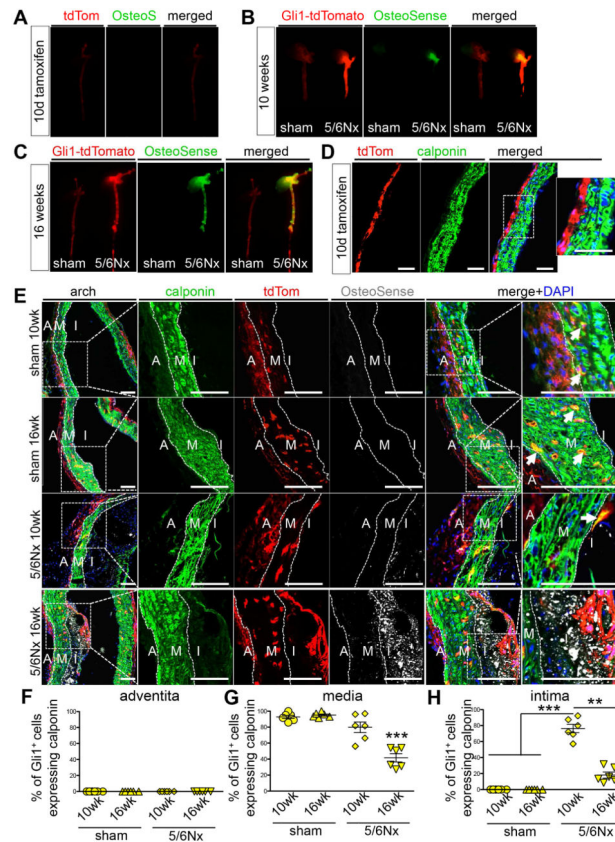 A
tdTom OsteoS merged
10d tamoxifen
B
Gli1-tdTomato OsteoSense merged
10 weeks
sham 5/6Nx sham 5/6Nx sham 5/6Nx
C
Gli1-tdTomato OsteoSense merged
16 weeks
sham 5/6Nx sham 5/6Nx sham 5/6Nx
D
tdTom calponin merged
10d tamoxifen
E
arch calponin tdTom OsteoSense merge+DAPI
sham 10wk
A M I A M I A M I A M I A M I
sham 16wk
A M I A M I A M I A M I A M I A M I
5/6Nx 10wk
A M I A M I A M I A M I A M I A M I
5/6Nx 16wk
A M I A M I A M I A M I A M I M I
F
adventita
% of Gli1+ cells
expressing calponin
100
80
60
40
20
0
10wk 16wk 10wk 16wk
sham 5/6Nx
G
media
% of Gli1+ cells
expressing calponin
100
80
60
40
20
0
***
10wk 16wk 10wk 16wk
sham 5/6Nx
H
intima
% of Gli1+ cells
expressing calponin
100
80
60
40
20
0
*** **
10wk 16wk 10wk 16wk
sham 5/6Nx